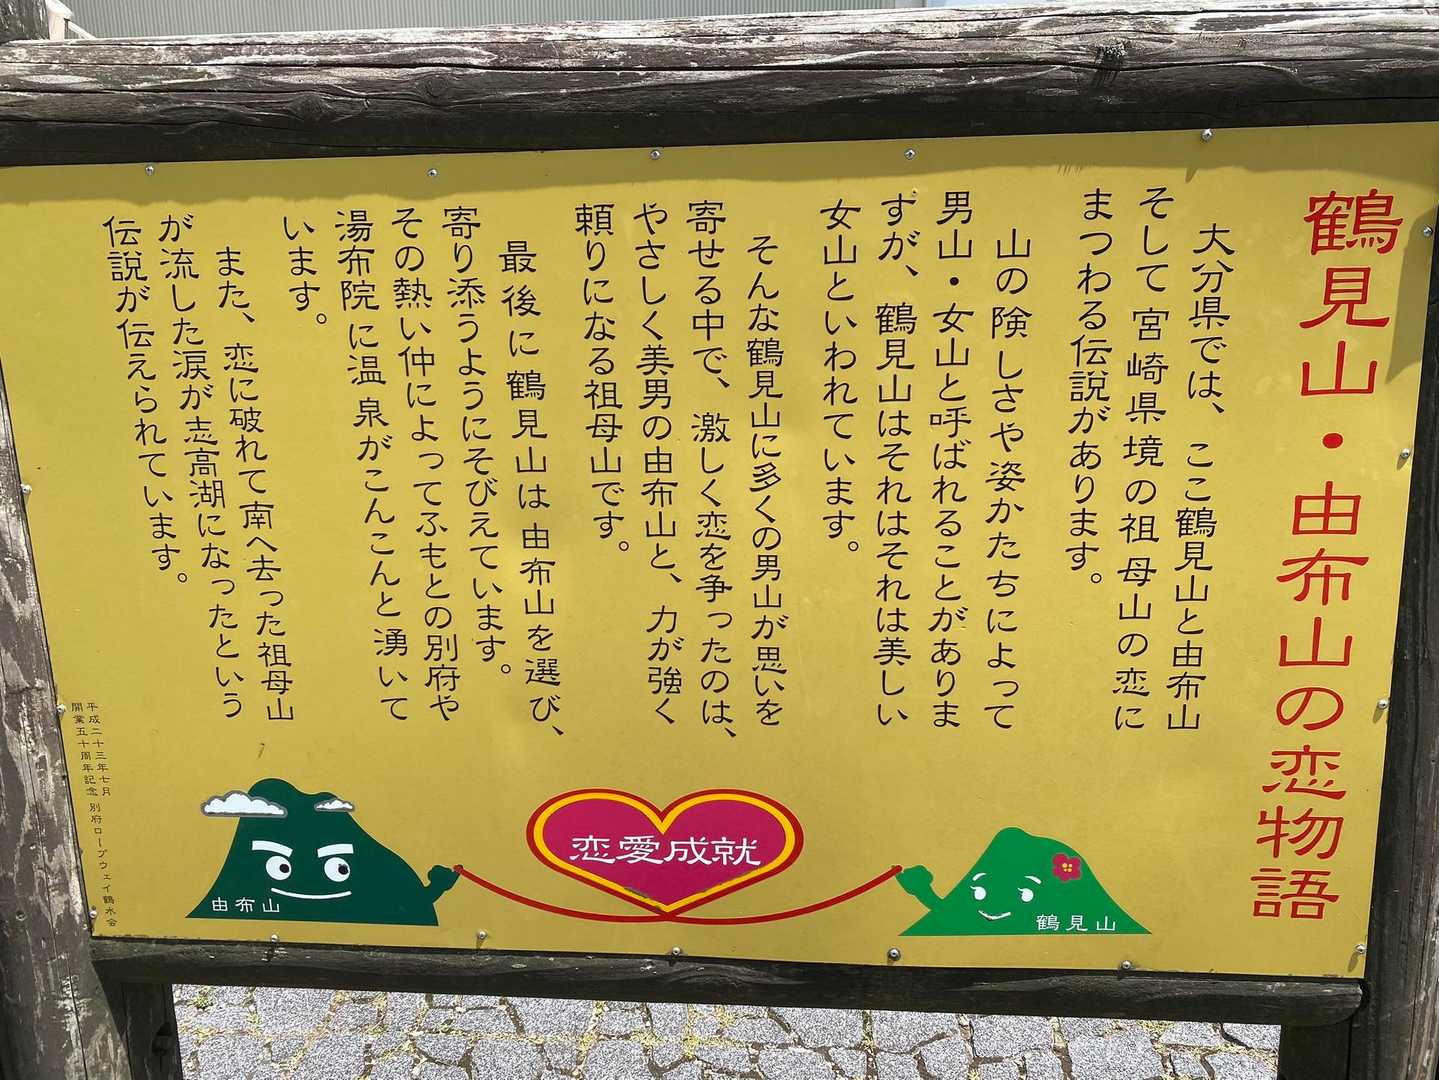 鶴見山・由布山の恋物語
大分県では、ここ鶴見山と由布山
そして宮崎県境の祖母山の恋に
まつわる伝説があります。
山の険しさや姿かたちによって
男山・女山と呼ばれることがありま
すが、鶴見山はそれはそれは美しい
女山といわれています。
そんな鶴見山に多くの男山が思いを
寄せる中で、激しく恋を争ったのは、
やさしく美男の由布山と、力が強く
頼りになる祖母山です。
最後に鶴見山は由布山を選び、
寄り添うようにそびえています。
その熱い仲によってふもとの別府や
湯布院に温泉がこんこんと湧いて
います。
また、恋に破れて南へ去った祖母山
が流した涙が志高湖になったという
伝説が伝えられています。
平成二十三年七月
開業五十周年記念 別府ロープウェイ鶴水会
由布山
恋愛成就
鶴見山